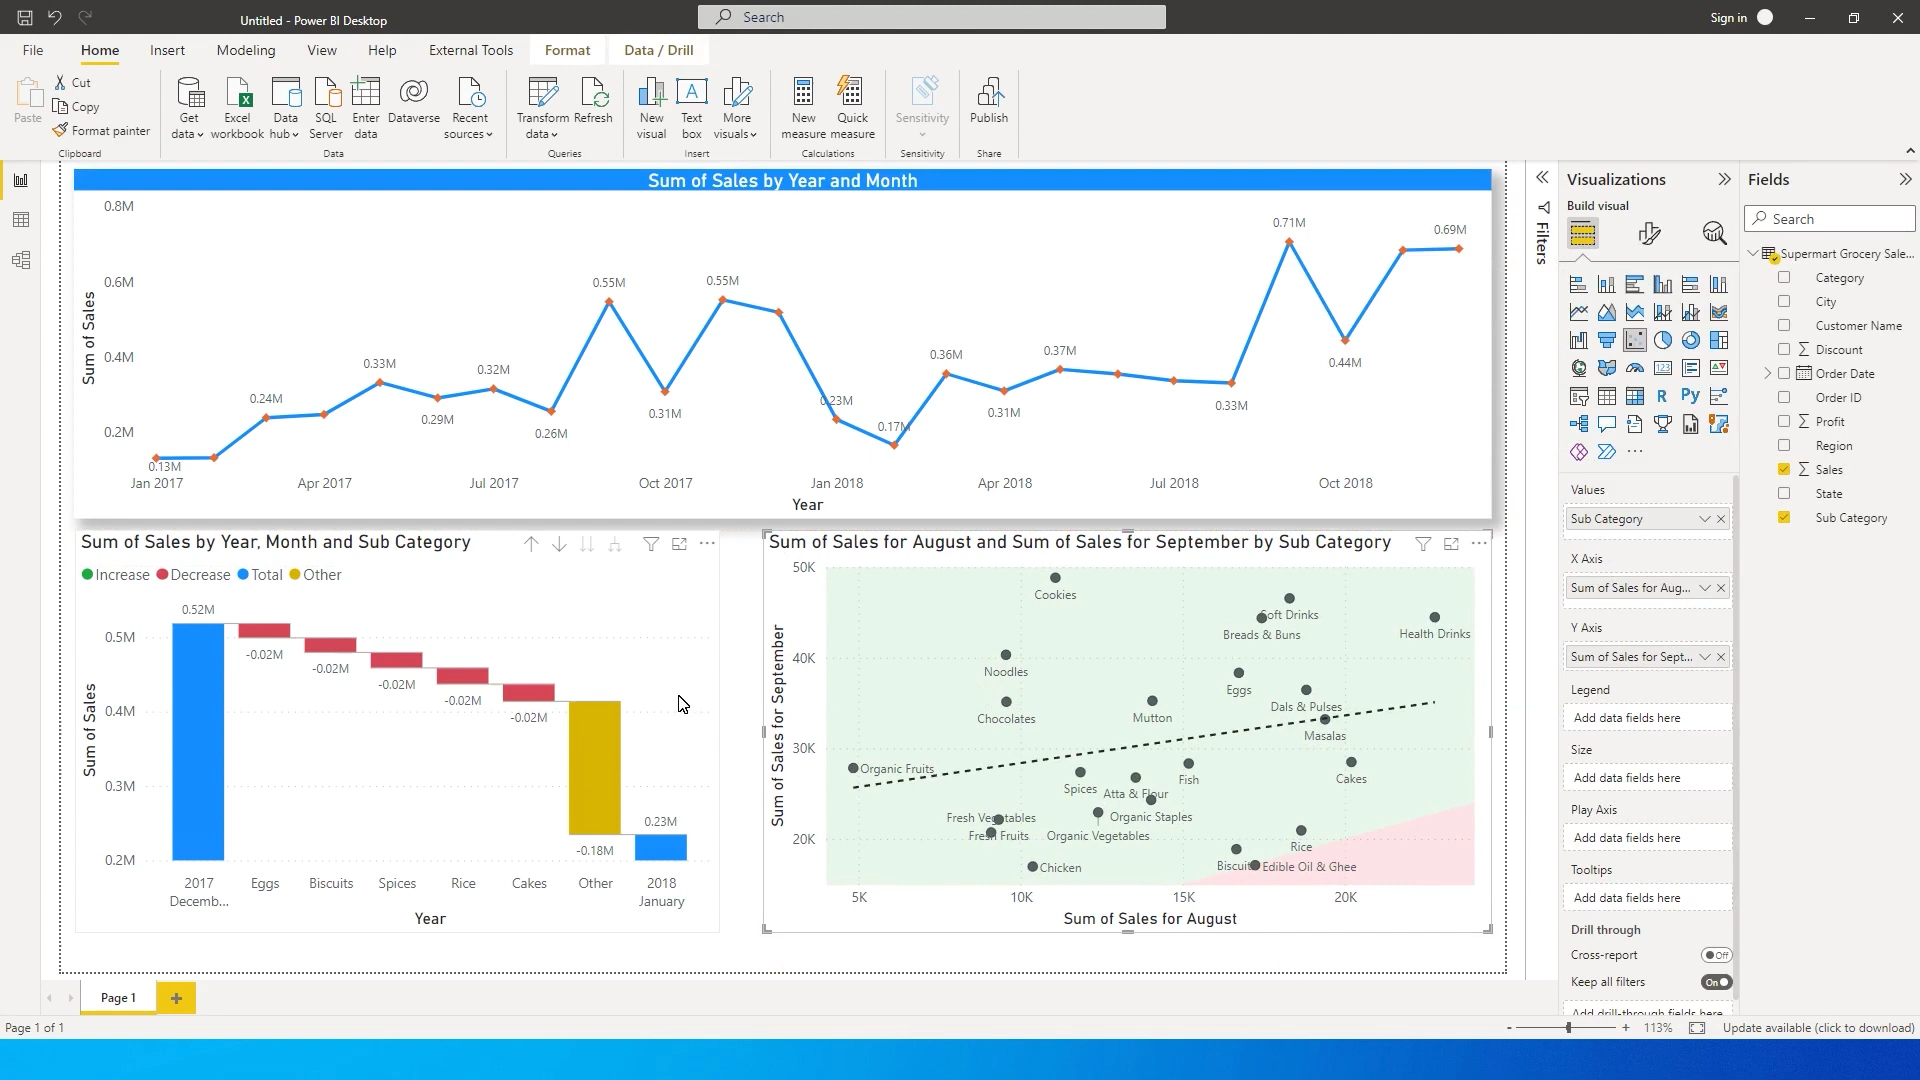 Untitled - Power BI Desktop
Search
Sign in
File
Home
Insert
Modeling
View
Help
External Tools
Format
Data / Drill
Paste
Cut
Copy
Format painter
Clipboard
Get data
Excel workbook
Data hub
SQL Server
Enter data
Dataverse
Recent sources
Data
Transform data
Refresh
Queries
New visual
Text box
More visuals
Insert
New measure
Quick measure
Calculations
Sensitivity
Sensitivity
Publish
Share
Sum of Sales by Year and Month
Sum of Sales
0.8M
0.6M
0.4M
0.2M
0.13M
0.24M
0.33M
0.29M
0.32M
0.26M
0.55M
0.31M
0.55M
0.23M
0.17M
0.36M
0.31M
0.37M
0.33M
0.71M
0.44M
0.69M
Jan 2017
Apr 2017
Jul 2017
Oct 2017
Jan 2018
Apr 2018
Jul 2018
Oct 2018
Year
Sum of Sales by Year, Month and Sub Category
Increase
Decrease
Total
Other
Sum of Sales
0.5M
0.4M
0.3M
0.2M
0.52M
-0.02M
-0.02M
-0.02M
-0.02M
-0.02M
-0.18M
0.23M
2017 Decemb...
Eggs
Biscuits
Spices
Rice
Cakes
Other
2018 January
Year
Sum of Sales for August and Sum of Sales for September by Sub Category
Sum of Sales for September
50K
40K
30K
20K
Cookies
Soft Drinks
Breads & Buns
Health Drinks
Noodles
Eggs
Dals & Pulses
Chocolates
Mutton
Masalas
Organic Fruits
Spices
Atta & Flour
Fish
Cakes
Fresh Vegetables
Organic Staples
Fresh Fruits
Organic Vegetables
Rice
Chicken
Biscuits
Edible Oil & Ghee
5K
10K
15K
20K
Sum of Sales for August
Filters
Visualizations
Build visual
123
R
Py
Values
Sub Category
X Axis
Sum of Sales for Aug...
Y Axis
Sum of Sales for Sept...
Legend
Add data fields here
Size
Add data fields here
Play Axis
Add data fields here
Tooltips
Add data fields here
Drill through
Cross-report
Off
Keep all filters
On
Add drill-through fields here
Fields
Search
Supermart Grocery Sale...
Category
City
Customer Name
Discount
Order Date
Order ID
Profit
Region
Sales
State
Sub Category
Page 1
Page 1 of 1
113%
Update available (click to download)